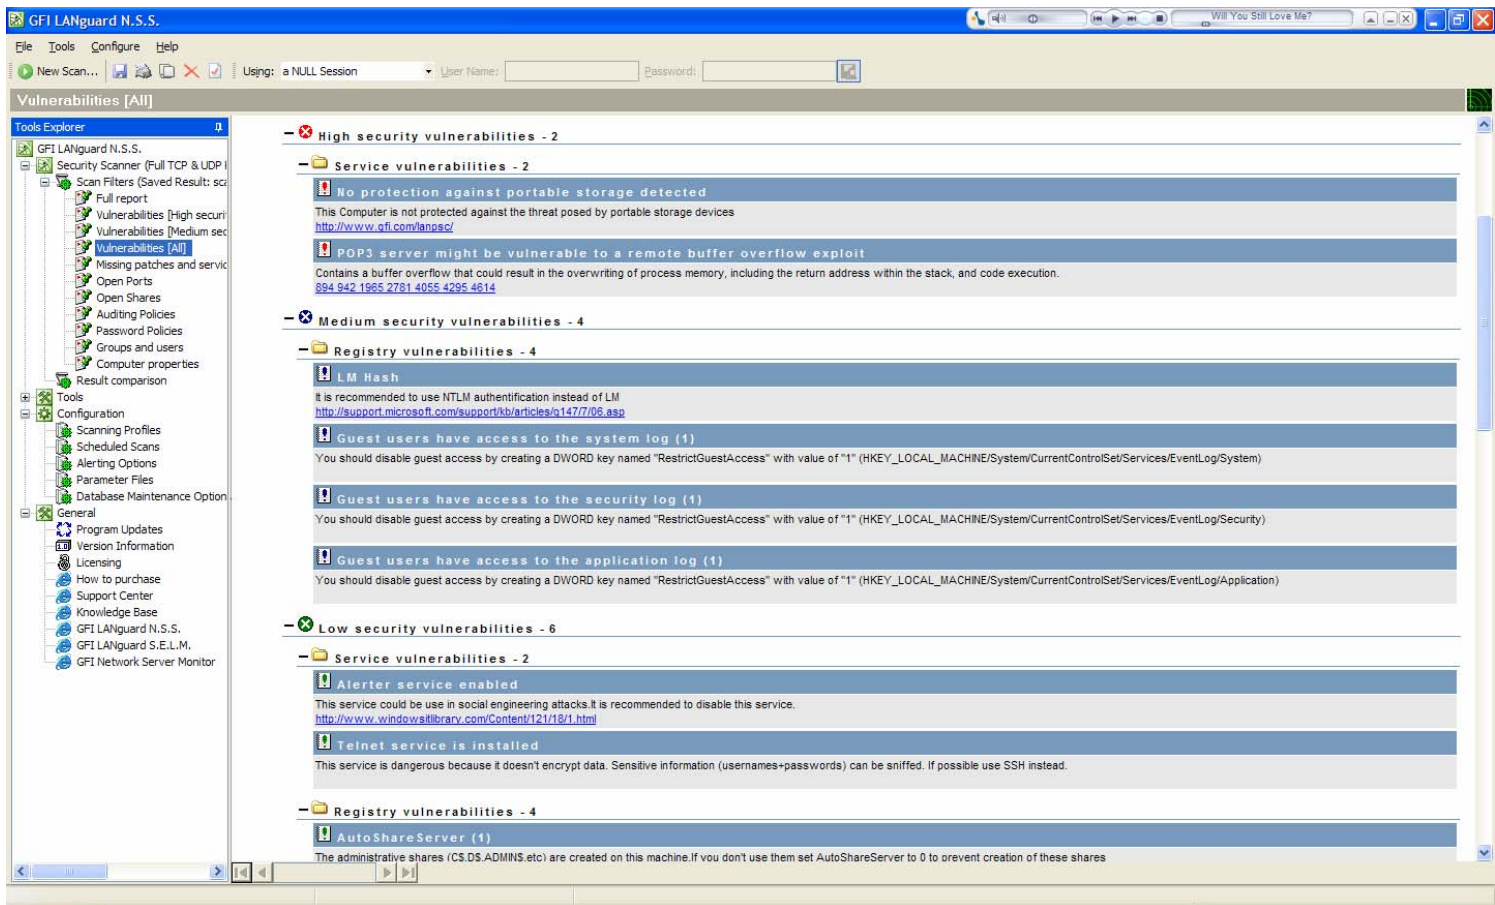 GFI LANguard N.S.S.
Will You Still Love Me?
File Tools Configure Help
New Scan... Using: a NULL Session User Name: Password:
Vulnerabilities [All]
Tools Explorer
GFI LANguard N.S.S.
Security Scanner (Full TCP & UDP
Scan Filters (Saved Result: sca
Full report
Vulnerabilities [High securi
Vulnerabilities [Medium sec
Vulnerabilities [All]
Missing patches and servic
Open Ports
Open Shares
Auditing Policies
Password Policies
Groups and users
Computer properties
Result comparison
Tools
Configuration
Scanning Profiles
Scheduled Scans
Alerting Options
Parameter Files
Database Maintenance Option
General
Program Updates
Version Information
Licensing
How to purchase
Support Center
Knowledge Base
GFI LANguard N.S.S.
GFI LANguard S.E.L.M.
GFI Network Server Monitor
High security vulnerabilities - 2
Service vulnerabilities - 2
No protection against portable storage detected
This Computer is not protected against the threat posed by portable storage devices
http://www.gfi.com/lanpsc/
POP3 server might be vulnerable to a remote buffer overflow exploit
Contains a buffer overflow that could result in the overwriting of process memory, including the return address within the stack, and code execution.
894 942 1965 2781 4055 4295 4614
Medium security vulnerabilities - 4
Registry vulnerabilities - 4
LM Hash
It is recommended to use NTLM authentification instead of LM
http://support.microsoft.com/support/kb/articles/q147/7/06.asp
Guest users have access to the system log (1)
You should disable guest access by creating a DWORD key named "RestrictGuestAccess" with value of "1" (HKEY_LOCAL_MACHINE/System/CurrentControlSet/Services/EventLog/System)
Guest users have access to the security log (1)
You should disable guest access by creating a DWORD key named "RestrictGuestAccess" with value of "1" (HKEY_LOCAL_MACHINE/System/CurrentControlSet/Services/EventLog/Security)
Guest users have access to the application log (1)
You should disable guest access by creating a DWORD key named "RestrictGuestAccess" with value of "1" (HKEY_LOCAL_MACHINE/System/CurrentControlSet/Services/EventLog/Application)
Low security vulnerabilities - 6
Service vulnerabilities - 2
Alerter service enabled
This service could be use in social engineering attacks.It is recommended to disable this service.
http://www.windowsitlibrary.com/Content/121/18/1.html
Telnet service is installed
This service is dangerous because it doesn't encrypt data. Sensitive information (usernames+passwords) can be sniffed. If possible use SSH instead.
Registry vulnerabilities - 4
AutoShareServer (1)
The administrative shares (C$,D$,ADMIN$,etc) are created on this machine.If you don't use them set AutoShareServer to 0 to prevent creation of these shares